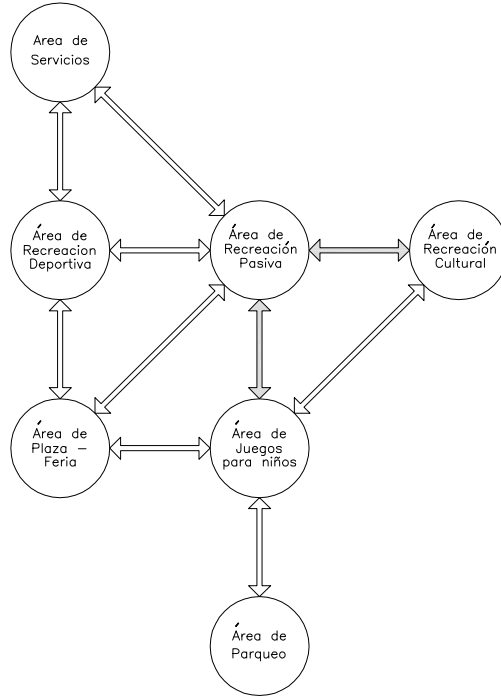 Área de
Servicios
Área de
Recreacion
Deportiva
Área de
Recreación
Pasiva
Área de
Recreación
Cultural
Área de
Plaza –
Feria
Área de
Juegos
para niños
Área de
Parqueo